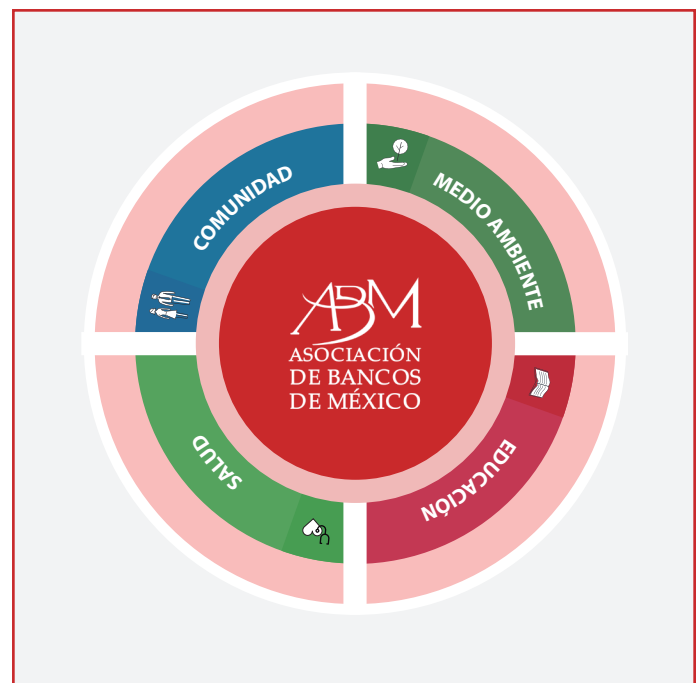 COMUNIDAD
MEDIO AMBIENTE
ABM
ASOCIACIÓN
DE BANCOS
DE MÉXICO
SALUD
EDUCACIÓN